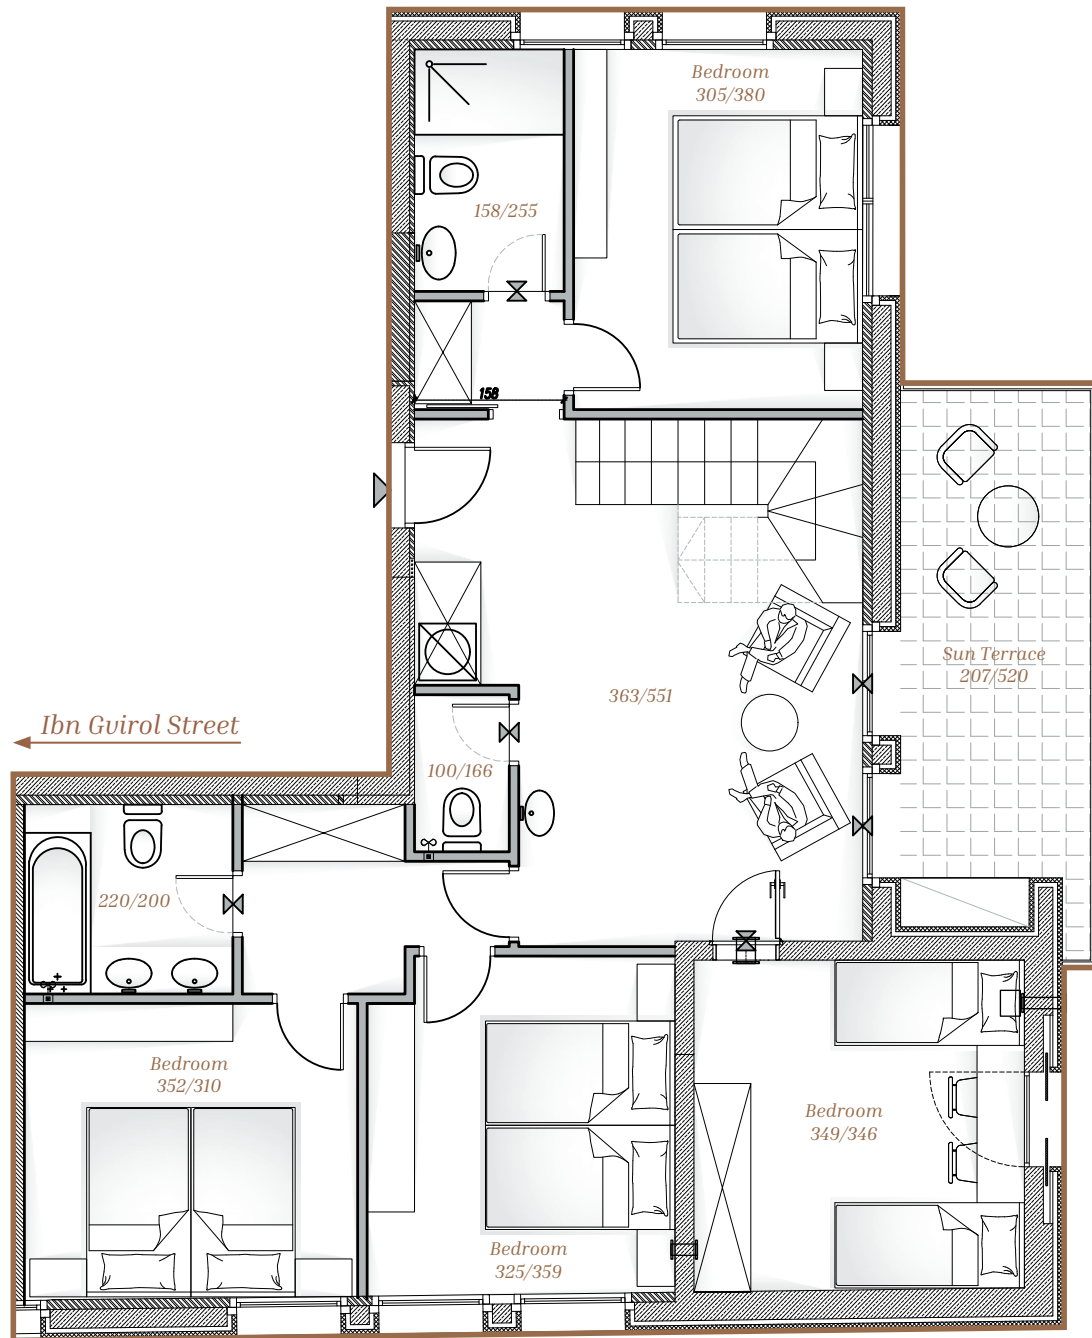 Bedroom
305/380
158/255
158
Sun Terrace
207/520
363/551
Ibn Gvirol Street
100/166
220/200
Bedroom
352/310
Bedroom
349/346
Bedroom
325/359